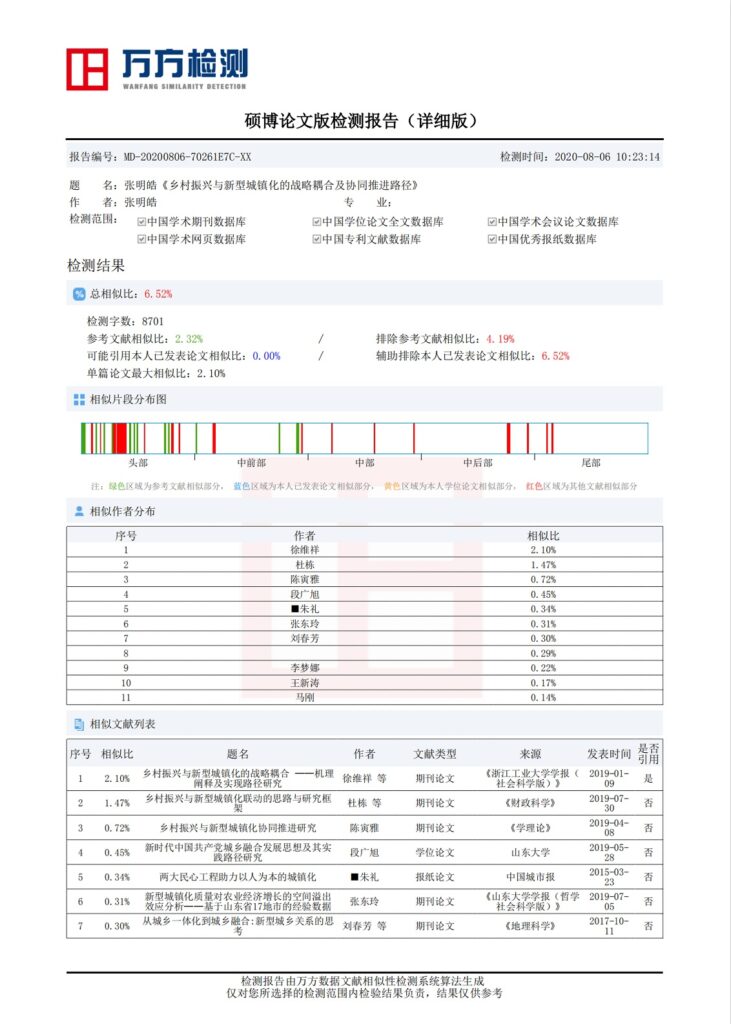 万方检测
WANFANG SIMILARITY DETECTION
硕博论文版检测报告（详细版）
报告编号：MD-20200806-70261E7C-XX 检测时间：2020-08-06 10:23:14
题 名：张明皓《乡村振兴与新型城镇化的战略耦合及协同推进路径》
作 者：张明皓 专 业：
检测范围： ☑中国学术期刊数据库 ☑中国学位论文全文数据库 ☑中国学术会议论文数据库
☑中国学术网页数据库 ☑中国专利文献数据库 ☑中国优秀报纸数据库
检测结果
% 总相似比：6.52%
检测字数：8701
参考文献相似比：2.32% / 排除参考文献相似比：4.19%
可能引用本人已发表论文相似比：0.00% / 辅助排除本人已发表论文相似比：6.52%
单篇论文最大相似比：2.10%
相似片段分布图
头部 中前部 中部 中后部 尾部
注：绿色区域为参考文献相似部分，蓝色区域为本人已发表论文相似部分，黄色区域为本人学位论文相似部分，红色区域为其他文献相似部分
相似作者分布
序号 作者 相似比
1 徐维祥 2.10%
2 杜栋 1.47%
3 陈寅雅 0.72%
4 段广旭 0.45%
5 ■朱礼 0.34%
6 张东玲 0.31%
7 刘春芳 0.30%
8 0.29%
9 李梦娜 0.22%
10 王新涛 0.17%
11 马刚 0.14%
相似文献列表
序号 相似比 题名 作者 文献类型 来源 发表时间 是否引用
1 2.10% 乡村振兴与新型城镇化的战略耦合 ——机理阐释及实现路径研究 徐维祥 等 期刊论文 《浙江工业大学学报（社会科学版）》 2019-01-09 是
2 1.47% 乡村振兴与新型城镇化联动的思路与研究框架 杜栋 等 期刊论文 《财政科学》 2019-07-30 否
3 0.72% 乡村振兴与新型城镇化协同推进研究 陈寅雅 期刊论文 《学理论》 2019-04-08 否
4 0.45% 新时代中国共产党城乡融合发展思想及其实践路径研究 段广旭 学位论文 山东大学 2019-05-28 否
5 0.34% 两大民心工程助力以人为本的城镇化 ■朱礼 报纸论文 中国城市报 2015-03-23 否
6 0.31% 新型城镇化质量对农业经济增长的空间溢出效应分析——基于山东省17地市的经验数据 张东玲 期刊论文 《山东大学学报（哲学社会科学版）》 2019-07-05 否
7 0.30% 从城乡一体化到城乡融合:新型城乡关系的思考 刘春芳 等 期刊论文 《地理科学》 2017-10-11 否
检测报告由万方数据文献相似性检测系统算法生成
仅对您所选择的检测范围内检验结果负责，结果仅供参考